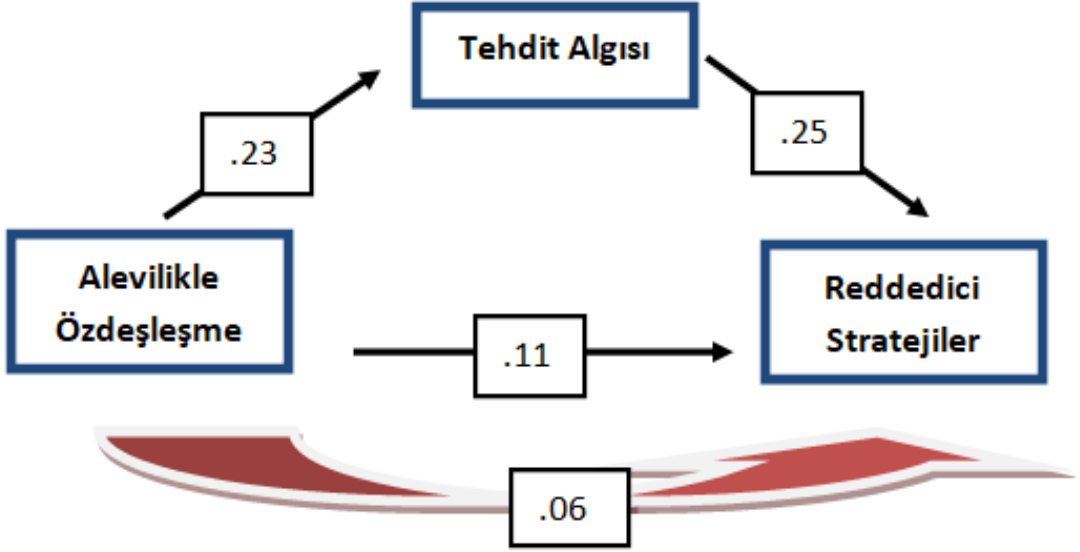 Tehdit Algısı
.23
.25
Alevilikle
Özdeşleşme
Reddedici
Stratejiler
.11
.06